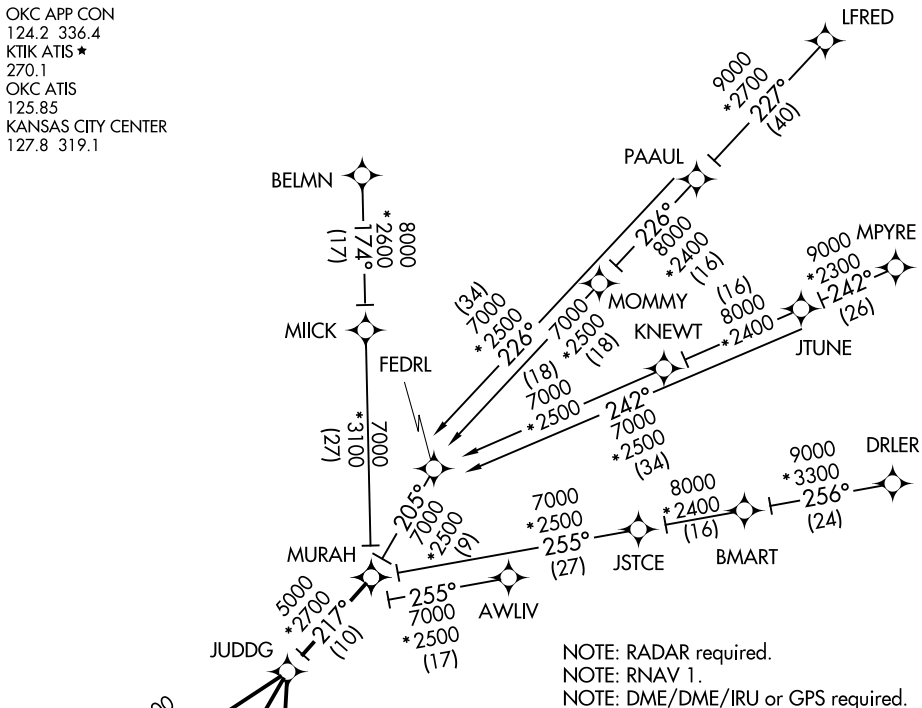 OKC APP CON
124.2 336.4
KTIK ATIS ★
270.1
OKC ATIS
125.85
KANSAS CITY CENTER
127.8 319.1
LFRED
9000
*2700
227°
(40)
PAAUL
BELMN
8000
*2600
174°
(17)
226°
8000
*2400
(16)
MPYRE
9000
*2300
242°
(26)
(34)
7000
*2500
226°
MOMMY
7000
*2500
(18)
(16)
8000
*2400
JTUNE
MIICK
KNEWT
FEDRL
(18)
7000
*2500
242°
7000
*2500
(34)
7000
*3100
(27)
DRLER
9000
*3300
256°
(24)
8000
*2400
(16)
BMART
205°
7000
*2500
(9)
7000
*2500
255°
(27)
JSTCE
MURAH
255°
7000
*2500
(17)
AWLIV
5000
*2700
217°
(10)
JUDDG
NOTE: RADAR required.
NOTE: RNAV 1.
NOTE: DME/DME/IRU or GPS required.